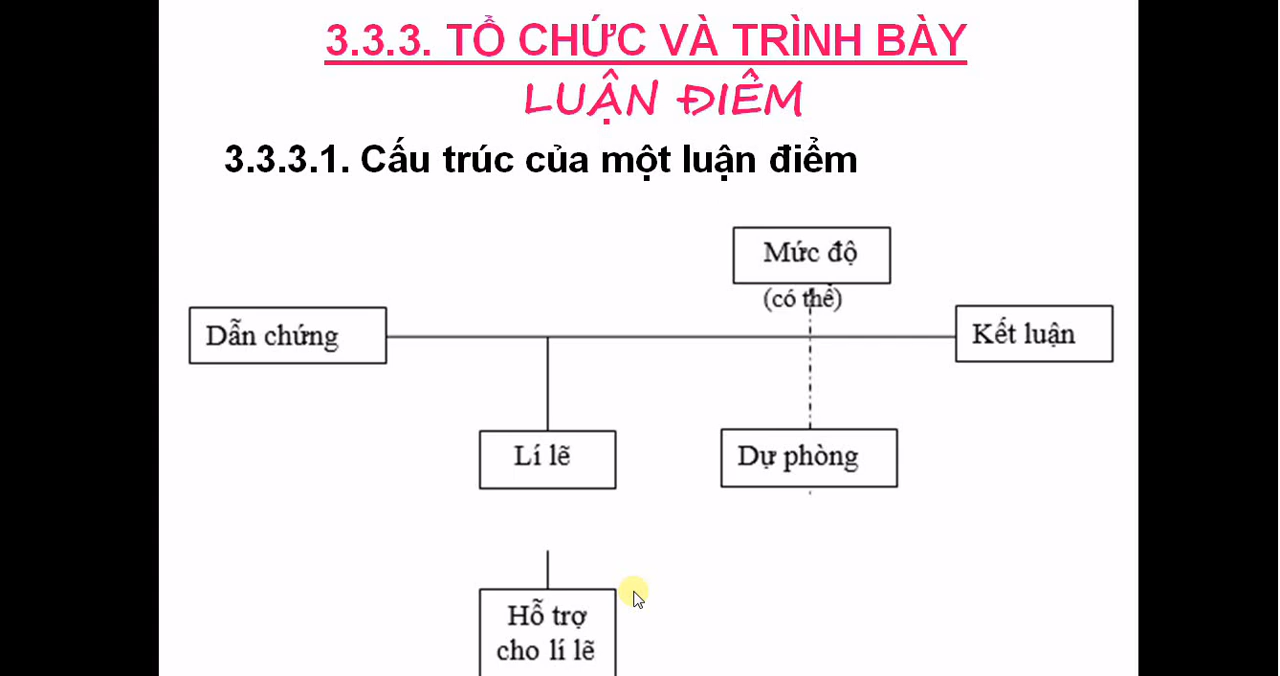 3.3.3. TỔ CHỨC VÀ TRÌNH BÀY
LUẬN ĐIỂM
3.3.3.1. Cấu trúc của một luận điểm
Mức độ
(có thể)
Dẫn chứng
Kết luận
Lí lẽ
Dự phòng
Hỗ trợ
cho lí lẽ